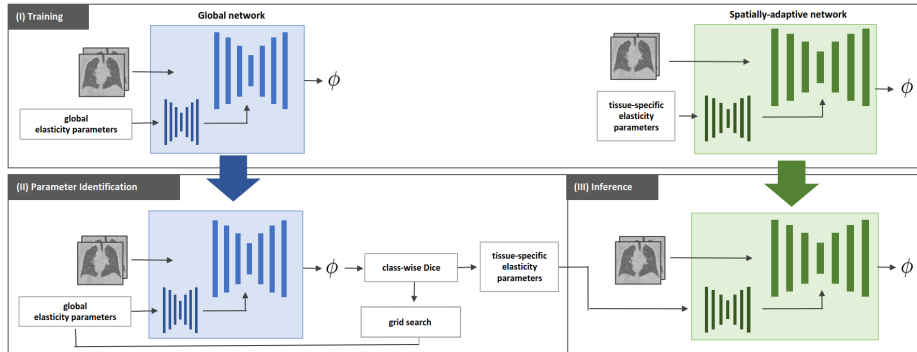 (I) Training
Global network
Spatially-adaptive network
ϕ
ϕ
global
elasticity parameters
tissue-specific
elasticity
parameters
(II) Parameter Identification
(III) Inference
ϕ
class-wise Dice
tissue-specific
elasticity
parameters
ϕ
global
elasticity parameters
grid search